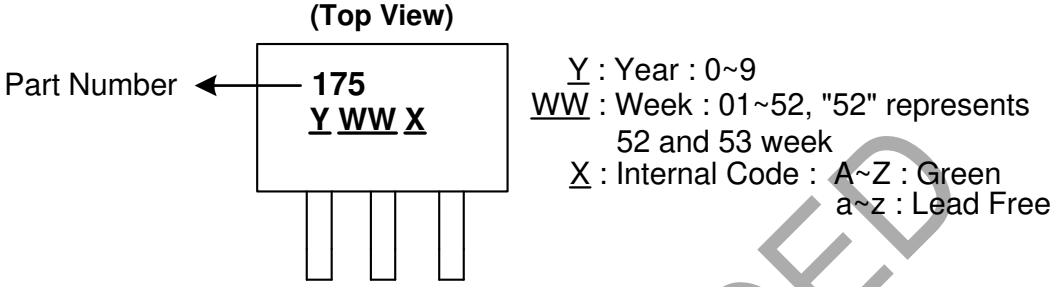 (Top View)
Part Number
175
Y WW X
Y : Year : 0~9
WW : Week : 01~52, "52" represents
52 and 53 week
X : Internal Code : A~Z : Green
a~z : Lead Free